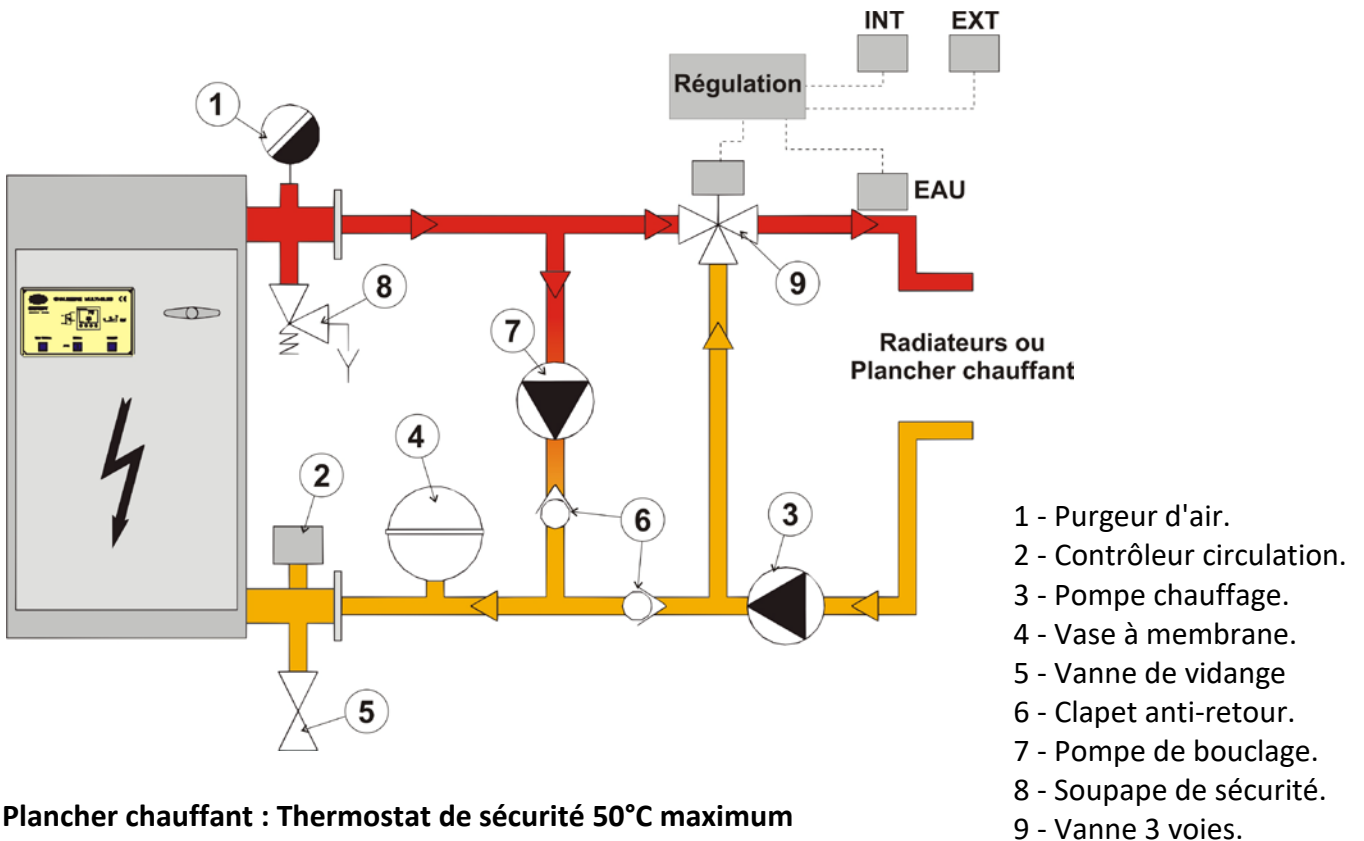 INT EXT
Régulation
1
EAU
8
9
7
Radiateurs ou
Plancher chauffant
4
2
6
3
5
1 - Purgeur d'air.
2 - Contrôleur circulation.
3 - Pompe chauffage.
4 - Vase à membrane.
5 - Vanne de vidange
6 - Clapet anti-retour.
7 - Pompe de bouclage.
8 - Soupape de sécurité.
9 - Vanne 3 voies.
Plancher chauffant : Thermostat de sécurité 50°C maximum